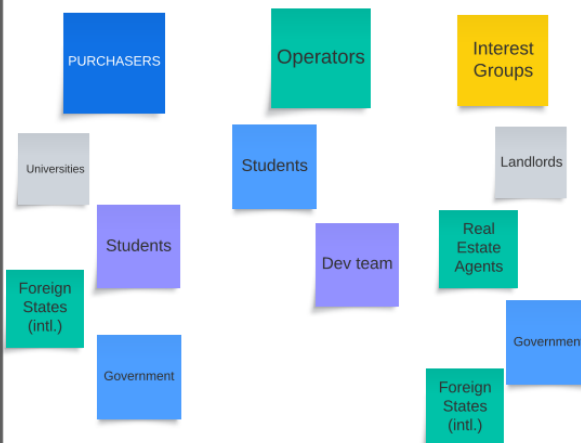 PURCHASERS
Operators
Interest
Groups
Universities
Students
Foreign
States
(intl.)
Government
Students
Dev team
Landlords
Real
Estate
Agents
Government
Foreign
States
(intl.)